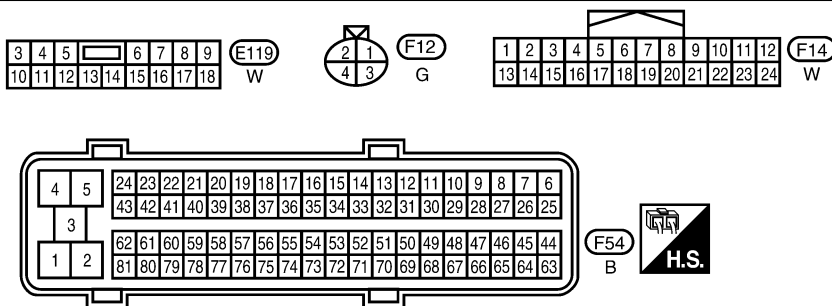 3 4 5 6 7 8 9 E119
10 11 12 13 14 15 16 17 18 W
2 1 F12
4 3 G
1 2 3 4 5 6 7 8 9 10 11 12 F14
13 14 15 16 17 18 19 20 21 22 23 24 W
4 5 24 23 22 21 20 19 18 17 16 15 14 13 12 11 10 9 8 7 6
43 42 41 40 39 38 37 36 35 34 33 32 31 30 29 28 27 26 25
3
1 2 62 61 60 59 58 57 56 55 54 53 52 51 50 49 48 47 46 45 44
81 80 79 78 77 76 75 74 73 72 71 70 69 68 67 66 65 64 63
F54
B
H.S.